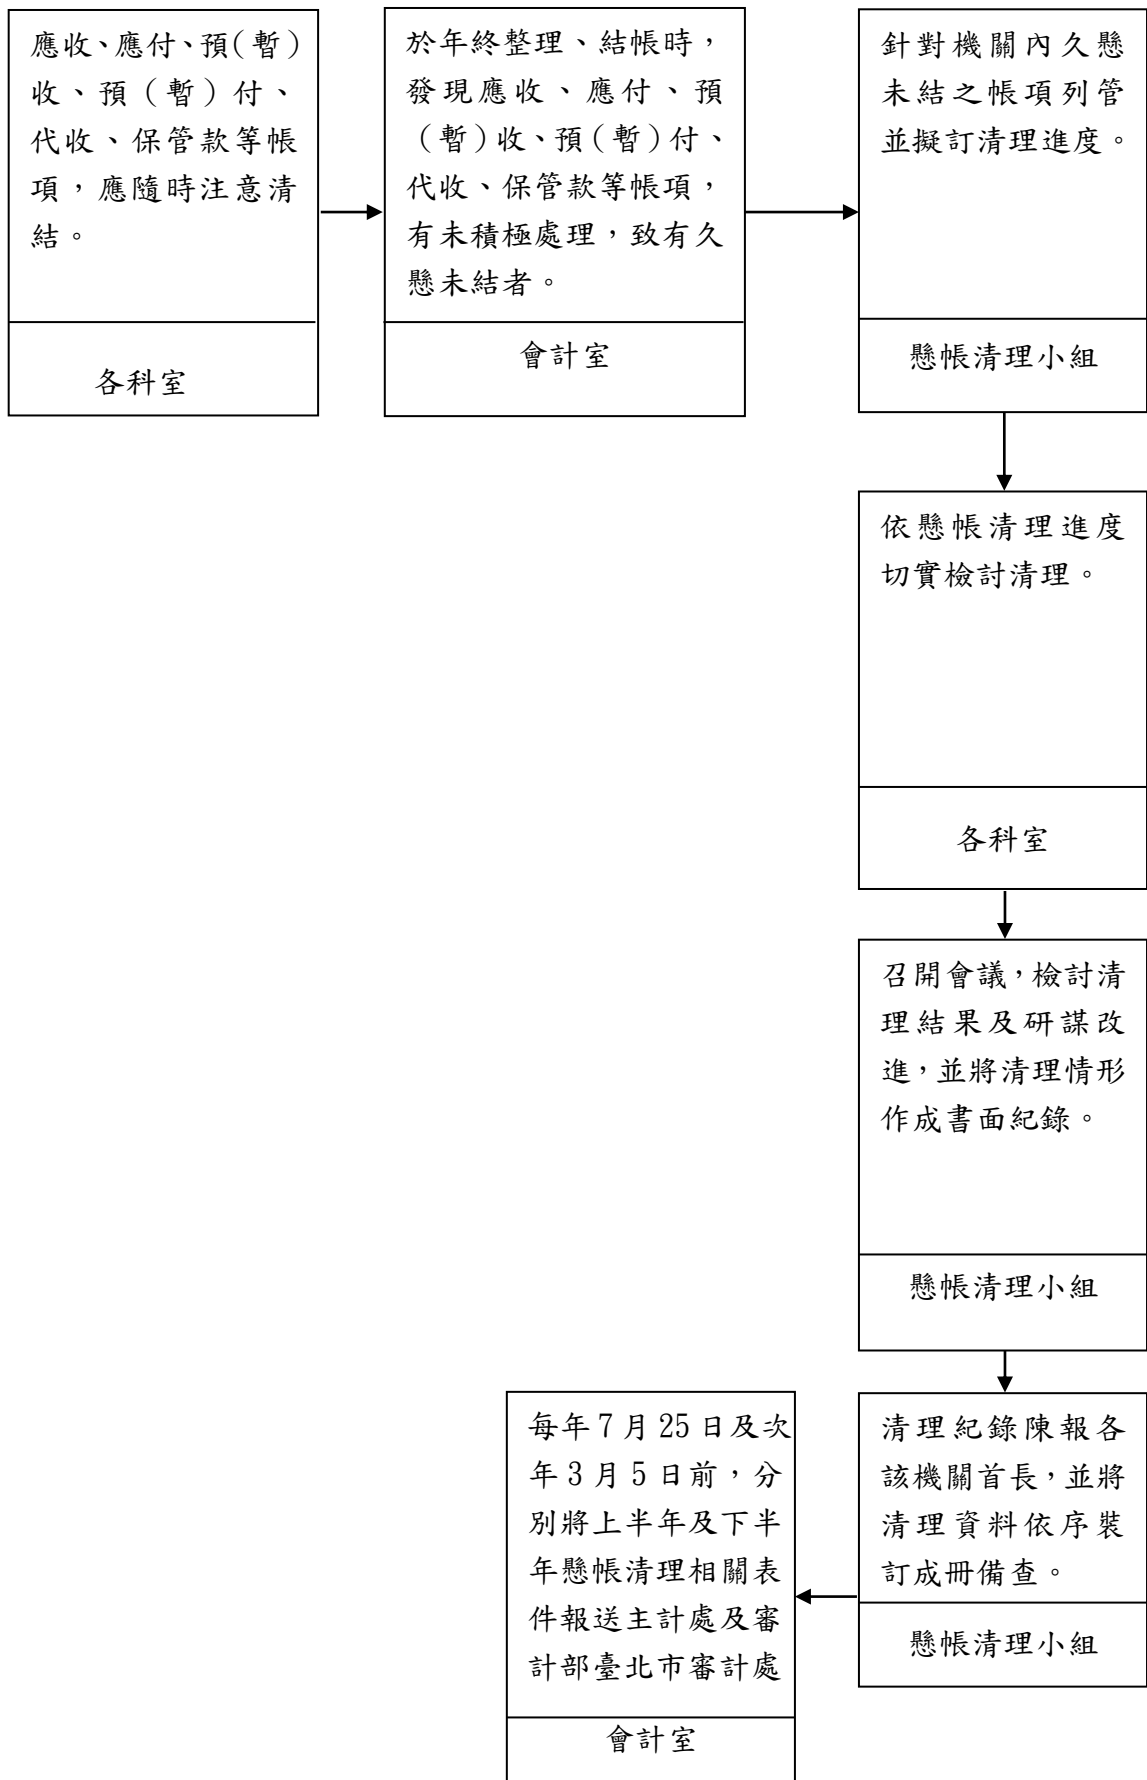 應收、應付、預(暫)
收、預(暫)付、
代收、保管款等帳
項，應隨時注意清
結。
各科室
於年終整理、結帳時，
發現應收、應付、預
(暫)收、預(暫)付、
代收、保管款等帳項，
有未積極處理，致有久
懸未結者。
會計室
針對機關內久懸
未結之帳項列管
並擬訂清理進度。
懸帳清理小組
依懸帳清理進度
切實檢討清理。
各科室
召開會議，檢討清
理結果及研謀改
進，並將清理情形
作成書面紀錄。
懸帳清理小組
清理紀錄陳報各
該機關首長，並將
清理資料依序裝
訂成冊備查。
懸帳清理小組
每年7月25日及次
年3月5日前，分
別將上半年及下半
年懸帳清理相關表
件報送主計處及審
計部臺北市審計處
會計室